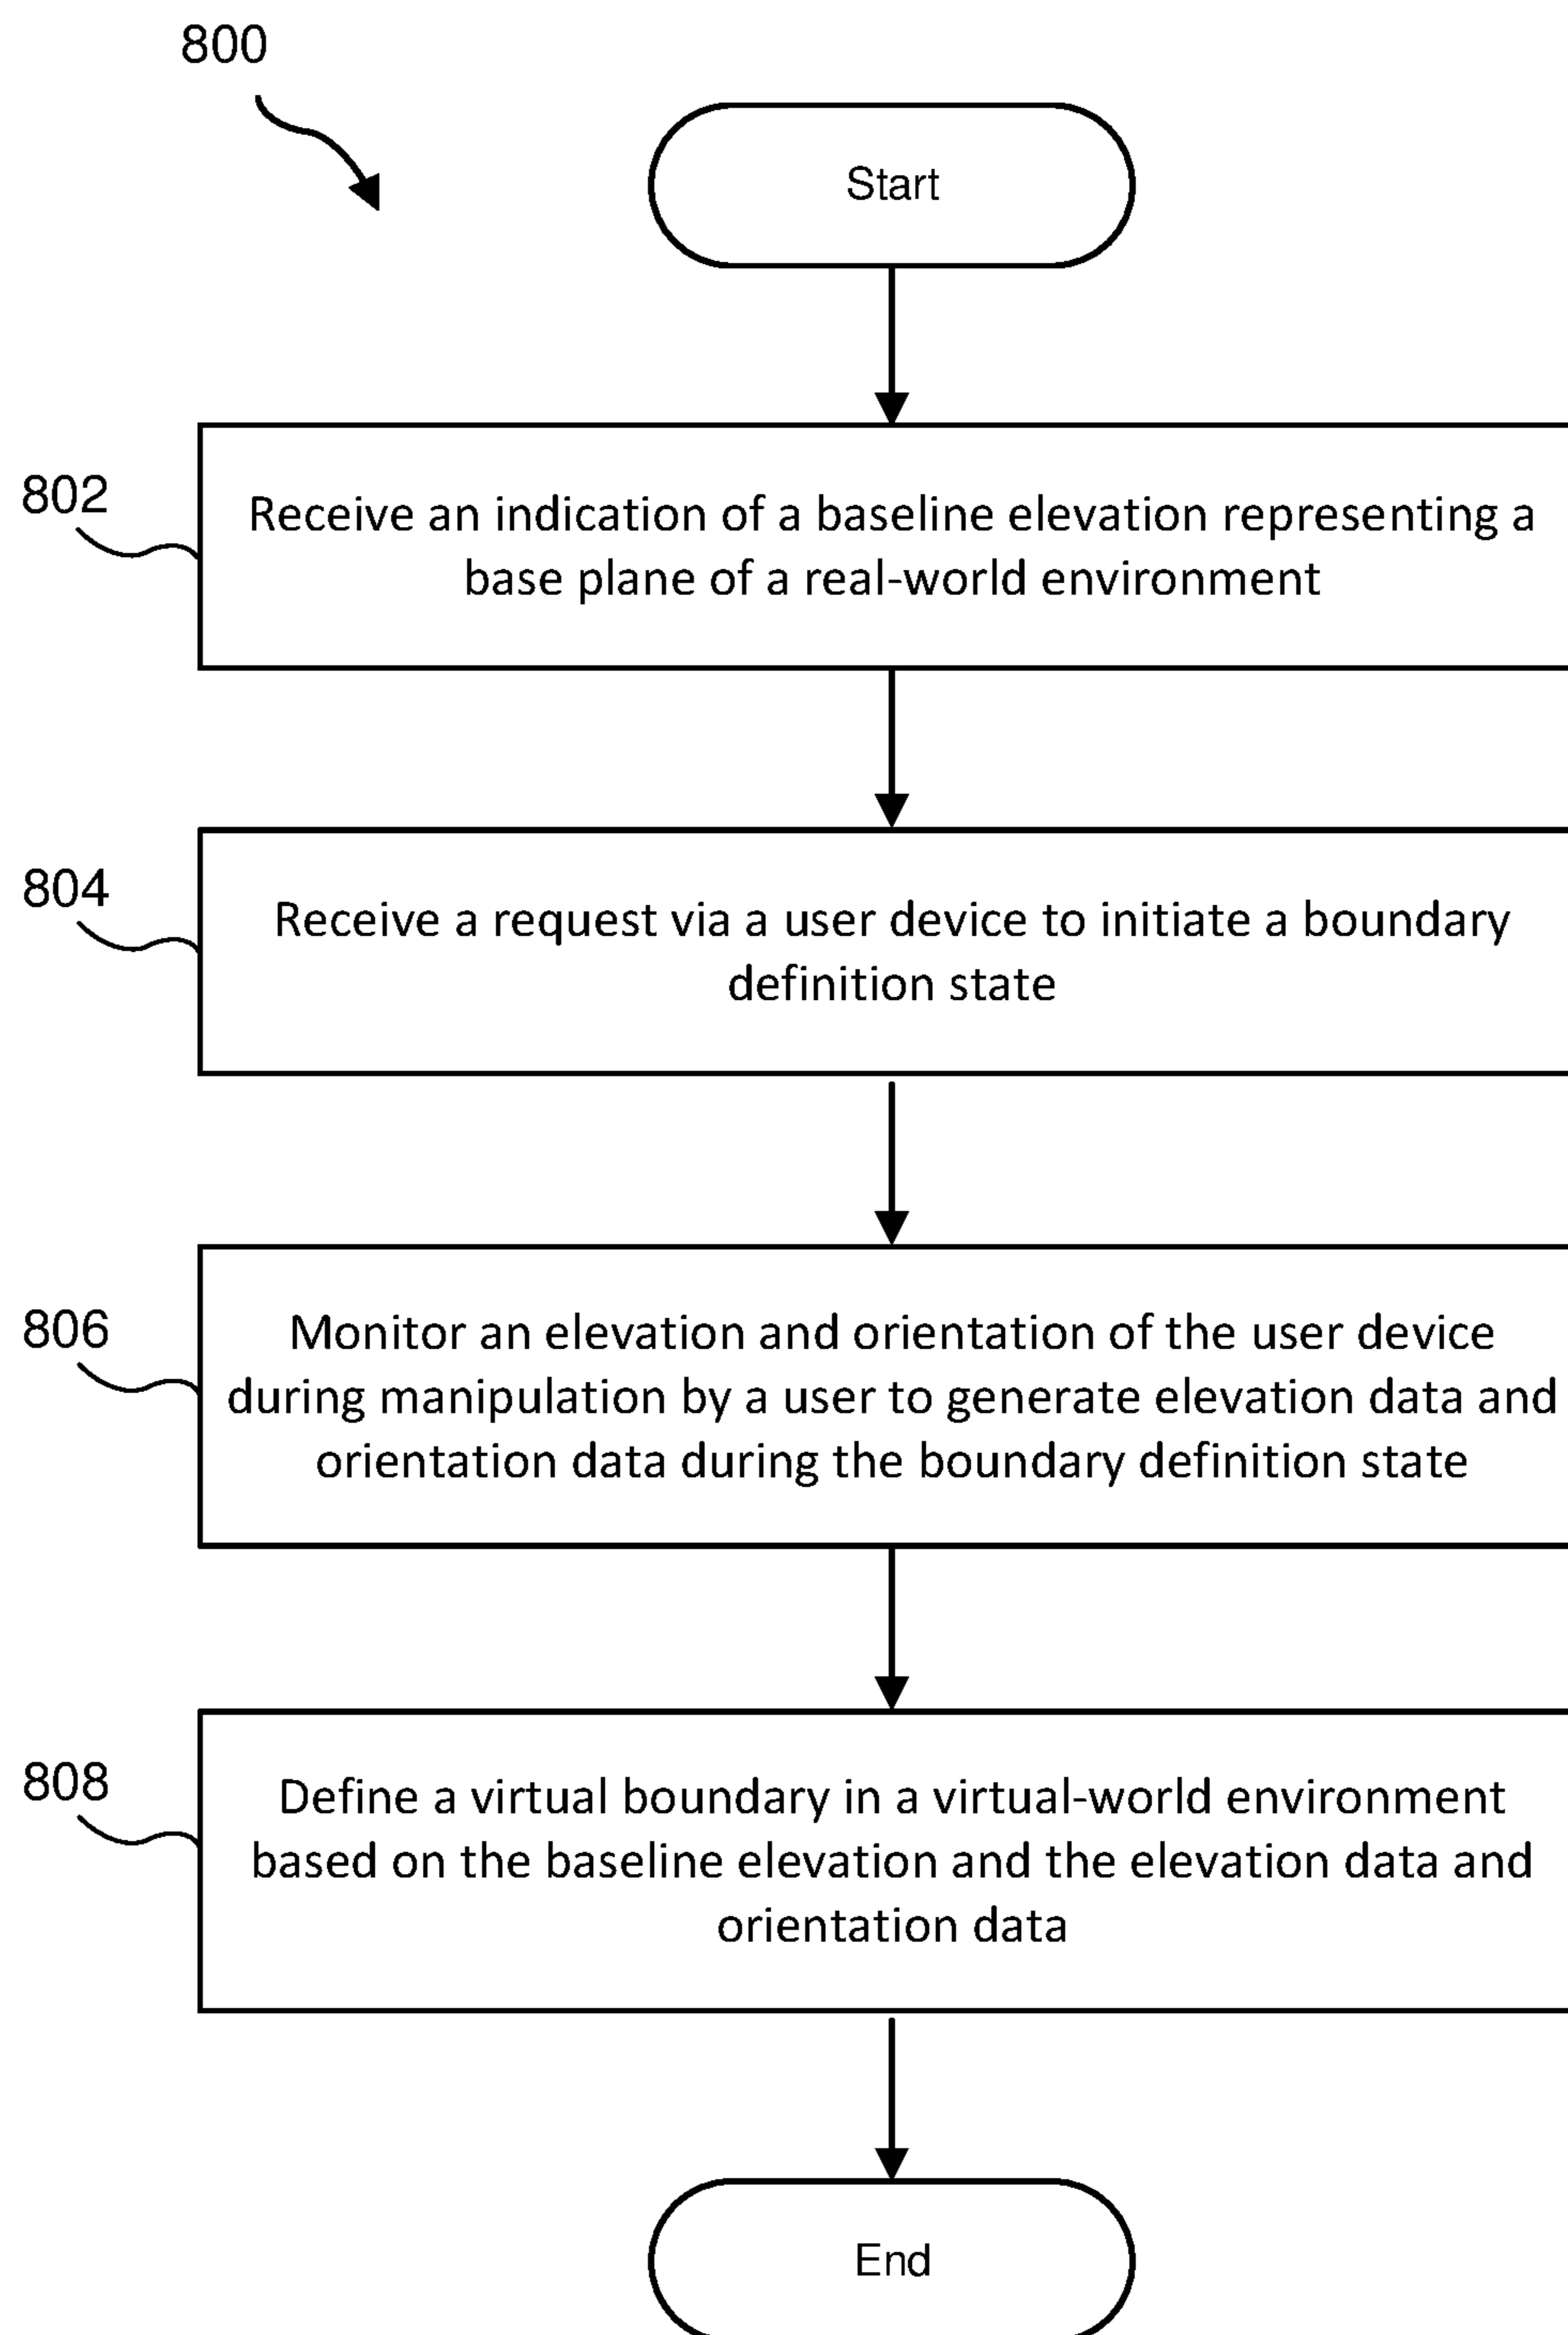 800
Start
802
Receive an indication of a baseline elevation representing a
base plane of a real-world environment
804
Receive a request via a user device to initiate a boundary
definition state
806
Monitor an elevation and orientation of the user device
during manipulation by a user to generate elevation data and
orientation data during the boundary definition state
808
Define a virtual boundary in a virtual-world environment
based on the baseline elevation and the elevation data and
orientation data
End